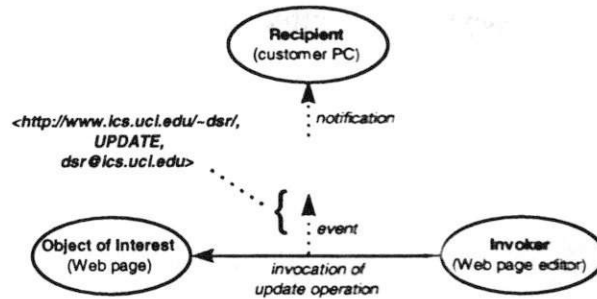 Recipient
(customer PC)
<http://www.ics.uci.edu/~dsr/,
UPDATE,
dsr@ics.uci.edu>
notification
{
event
Object of Interest
(Web page)
Invoker
(Web page editor)
invocation of
update operation